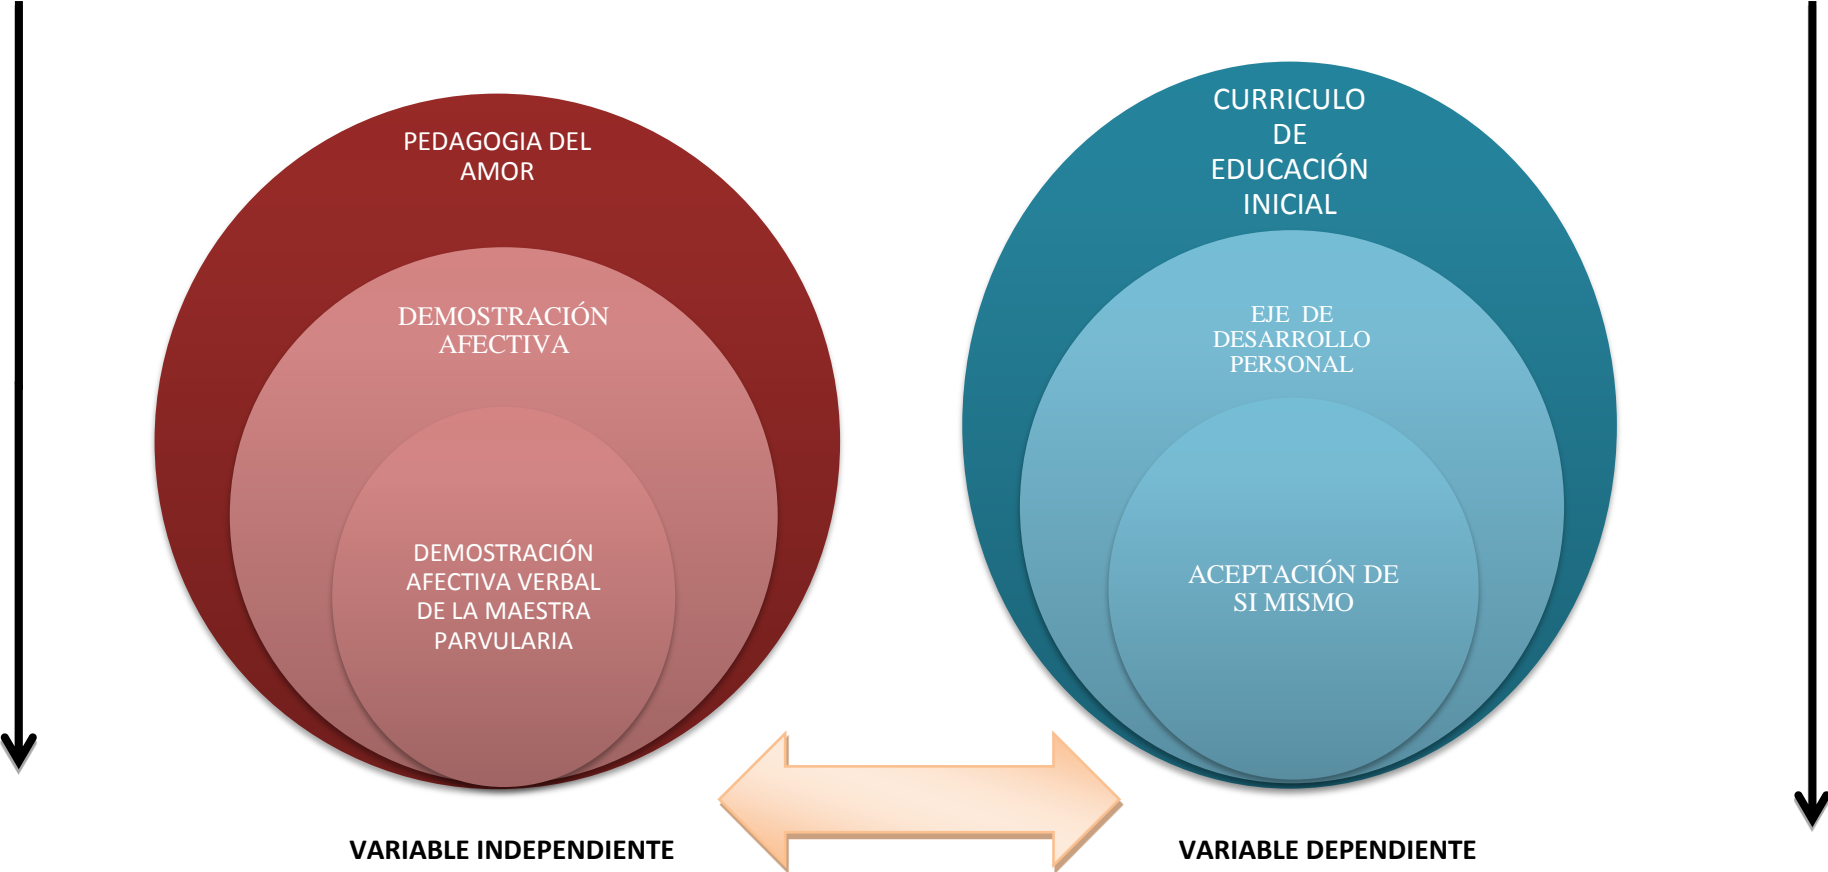 PEDAGOGIA DEL
AMOR
DEMOSTRACIÓN
AFECTIVA
DEMOSTRACIÓN
AFECTIVA VERBAL
DE LA MAESTRA
PARVULARIA
VARIABLE INDEPENDIENTE
CURRICULO
DE
EDUCACIÓN
INICIAL
EJE DE
DESARROLLO
PERSONAL
ACEPTACIÓN DE
SI MISMO
VARIABLE DEPENDIENTE